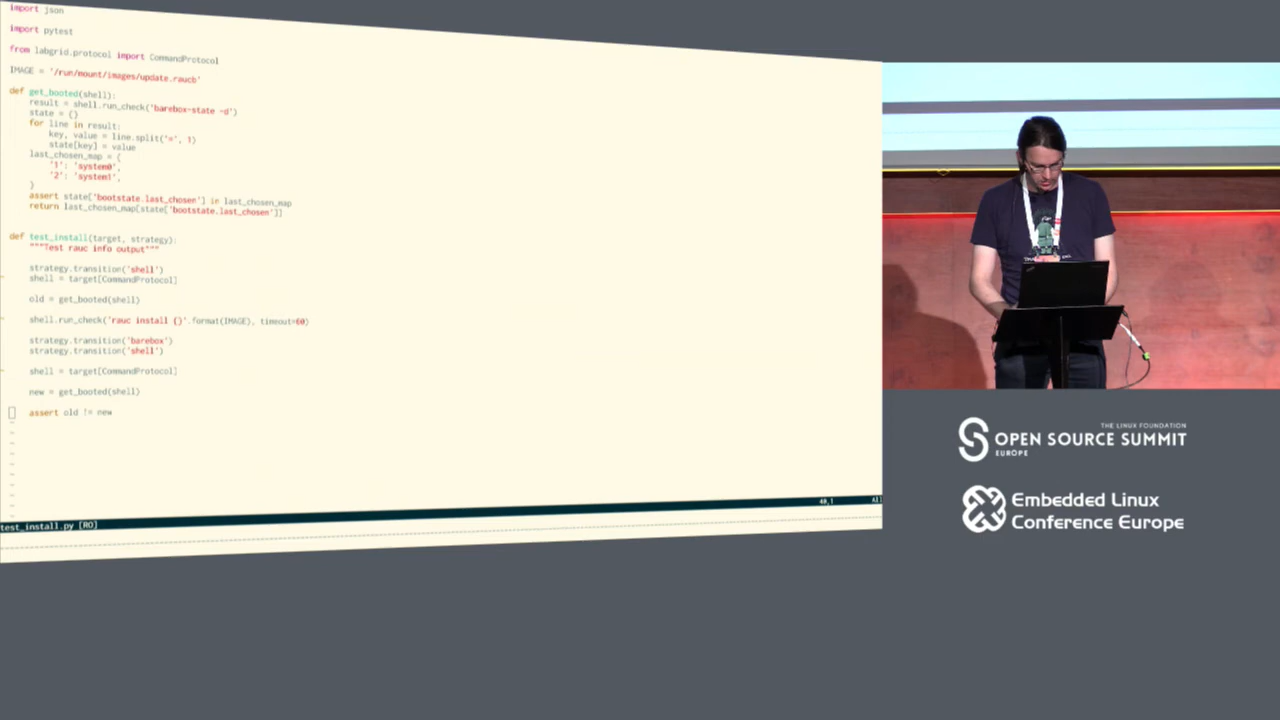 import json
import pytest
from labgrid.protocol import CommandProtocol
IMAGE = '/run/mount/images/update.raucb'
def get_booted(shell):
    result = shell.run_check('barebox-state -d')
    state = {}
    for line in result:
        key, value = line.split('=', 1)
        state[key] = value
    last_chosen_map = {
        '1': 'system0',
        '2': 'system1',
    }
    assert state['bootstate.last_chosen'] in last_chosen_map
    return last_chosen_map[state['bootstate.last_chosen']]
def test_install(target, strategy):
    """Test rauc info output"""
    strategy.transition('shell')
    shell = target[CommandProtocol]
    old = get_booted(shell)
    shell.run_check('rauc install {}'.format(IMAGE), timeout=60)
    strategy.transition('barebox')
    strategy.transition('shell')
    shell = target[CommandProtocol]
    new = get_booted(shell)
    assert old != new
test_install.py [RO]
40,1
All
THE LINUX FOUNDATION
OPEN SOURCE SUMMIT
EUROPE
Embedded Linux
Conference Europe